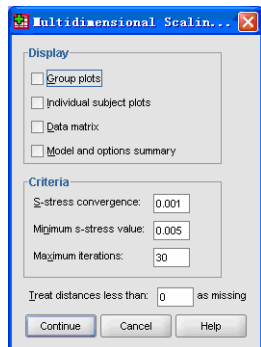 Multidimensional Scalin...
Display
Group plots
Individual subject plots
Data matrix
Model and options summary
Criteria
S-stress convergence: 0.001
Minimum s-stress value: 0.005
Maximum iterations: 30
Treat distances less than: 0 as missing
Continue Cancel Help